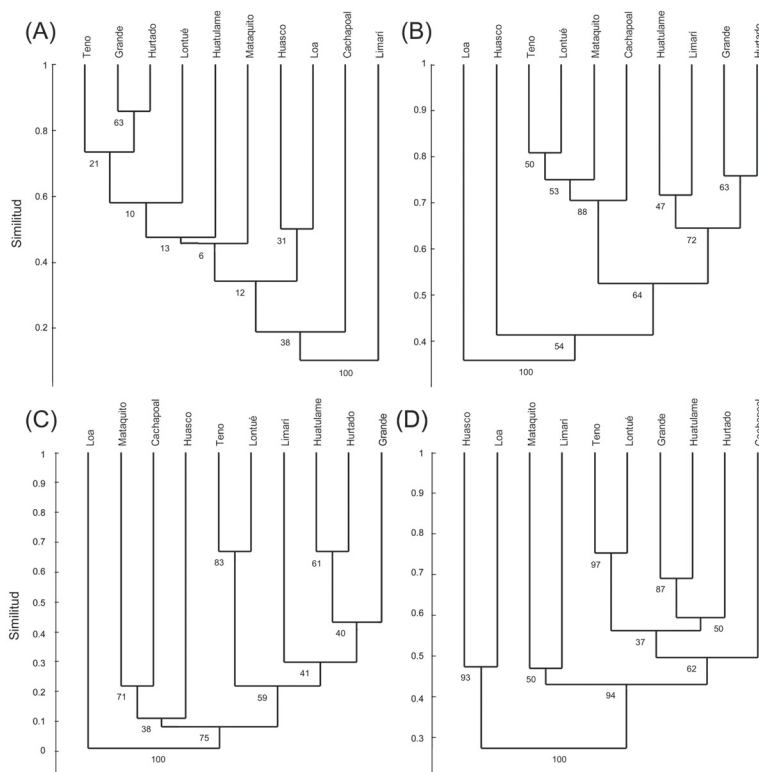 (A)
Teno
Grande
Hurtado
Lontué
Huatulame
Mataquito
Huasco
Loa
Cachapoal
Limarí
Similitud
1
0.8
0.6
0.4
0.2
63
21
10
13
6
31
12
38
100
(B)
Loa
Huasco
Teno
Lontué
Mataquito
Cachapoal
Huatulame
Limarí
Grande
Hurtado
1
0.9
0.8
0.7
0.6
0.5
0.4
50
53
88
47
63
72
64
54
100
(C)
Loa
Mataquito
Cachapoal
Huasco
Teno
Lontué
Limarí
Huatulame
Hurtado
Grande
Similitud
1
0.9
0.8
0.7
0.6
0.5
0.4
0.3
0.2
0.1
0
83
61
40
71
41
59
38
75
100
(D)
Huasco
Loa
Mataquito
Limarí
Teno
Lontué
Grande
Huatulame
Hurtado
Cachapoal
1
0.9
0.8
0.7
0.6
0.5
0.4
0.3
97
87
50
37
62
93
50
94
100